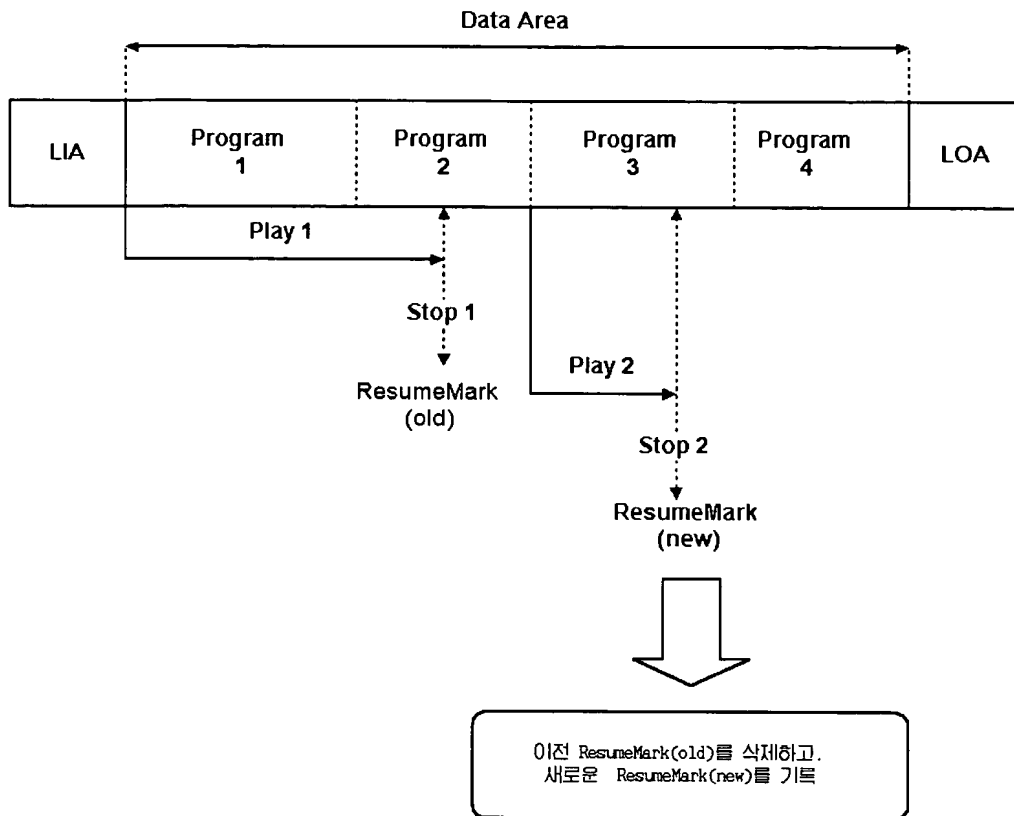 Data Area
LIA
Program
1
Program
2
Program
3
Program
4
LOA
Play 1
Stop 1
ResumeMark
(old)
Play 2
Stop 2
ResumeMark
(new)
이전 ResumeMark(old)를 삭제하고.
새로운 ResumeMark(new)를 기록